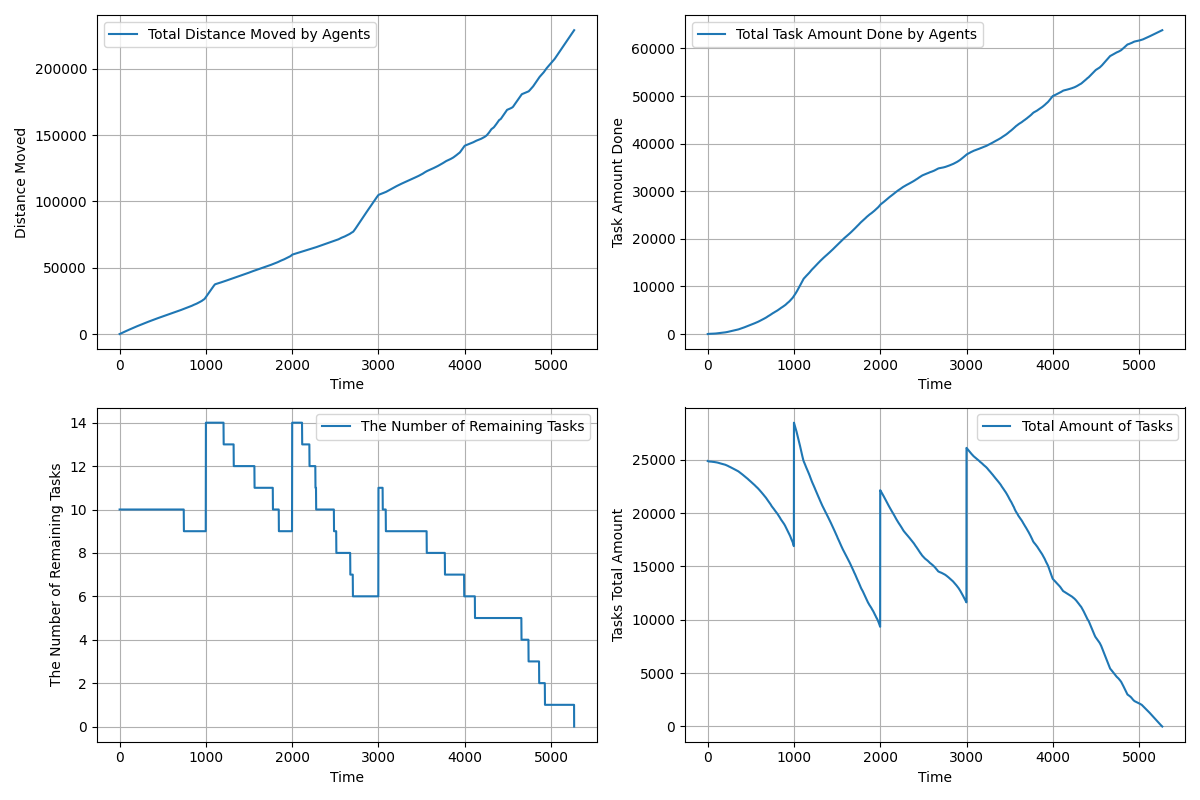 Total Distance Moved by Agents
Distance Moved
200000
150000
100000
50000
0
0 1000 2000 3000 4000 5000
Time
Total Task Amount Done by Agents
Task Amount Done
60000
50000
40000
30000
20000
10000
0
0 1000 2000 3000 4000 5000
Time
The Number of Remaining Tasks
The Number of Remaining Tasks
14
12
10
8
6
4
2
0
0 1000 2000 3000 4000 5000
Time
Total Amount of Tasks
Tasks Total Amount
25000
20000
15000
10000
5000
0
0 1000 2000 3000 4000 5000
Time